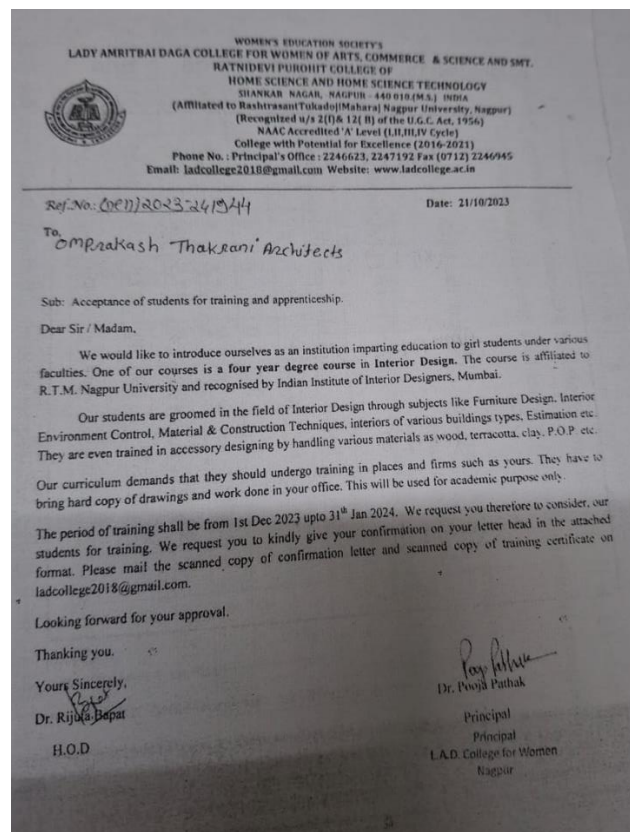 WOMEN'S EDUCATION SOCIETY'S
LADY AMRITBAI DAGA COLLEGE FOR WOMEN OF ARTS, COMMERCE & SCIENCE AND SMT.
RATNIDEVI PUROHIT COLLEGE OF
HOME SCIENCE AND HOME SCIENCE TECHNOLOGY
SHANKAR NAGAR, NAGPUR - 440 010.(M.S.) INDIA
(Affiliated to RashtrasantTukadojiMaharaj Nagpur University, Nagpur)
(Recognized u/s 2(f)& 12( B) of the U.G.C. Act, 1956)
NAAC Accredited 'A' Level (I,II,III,IV Cycle)
College with Potential for Excellence (2016-2021)
Phone No. : Principal's Office : 2246623, 2247192 Fax (0712) 2246945
Email: ladcollege2018@gmail.com Website: www.ladcollege.ac.in
Ref.No.: 2023-24/944
Date: 21/10/2023
To,
Omprakash Thakrani Architects
Sub: Acceptance of students for training and apprenticeship.
Dear Sir / Madam,
We would like to introduce ourselves as an institution imparting education to girl students under various
faculties. One of our courses is a four year degree course in Interior Design. The course is affiliated to
R.T.M. Nagpur University and recognised by Indian Institute of Interior Designers, Mumbai.
Our students are groomed in the field of Interior Design through subjects like Furniture Design, Interior
Environment Control, Material & Construction Techniques, interiors of various buildings types, Estimation etc.
They are even trained in accessory designing by handling various materials as wood, terracotta, clay, P.O.P etc.
Our curriculum demands that they should undergo training in places and firms such as yours. They have to
bring hard copy of drawings and work done in your office. This will be used for academic purpose only.
The period of training shall be from 1st Dec 2023 upto 31th Jan 2024. We request you therefore to consider, our
students for training. We request you to kindly give your confirmation on your letter head in the attached
format. Please mail the scanned copy of confirmation letter and scanned copy of training certificate on
ladcollege2018@gmail.com.
Looking forward for your approval.
Thanking you.
Yours Sincerely,
Dr. Rijuta Bapat
H.O.D
Dr. Pooja Pathak
Principal
Principal
L.A.D. College for Women
Nagpur